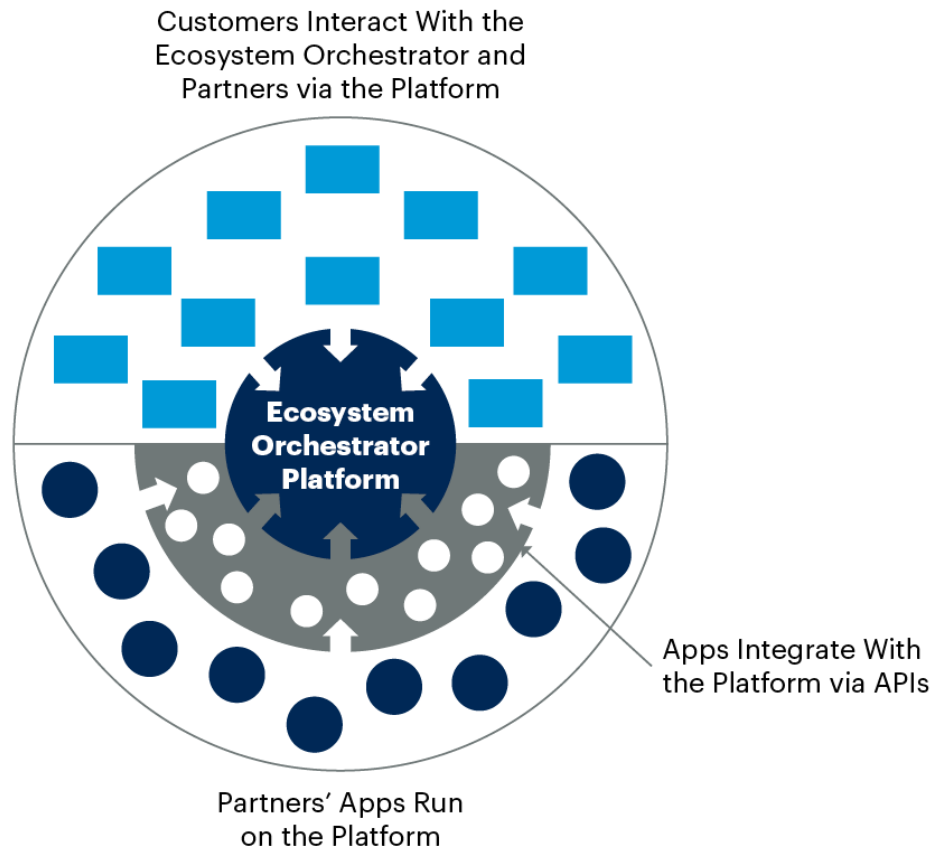 Customers Interact With the
Ecosystem Orchestrator and
Partners via the Platform
Ecosystem
Orchestrator
Platform
Apps Integrate With
the Platform via APIs
Partners’ Apps Run
on the Platform